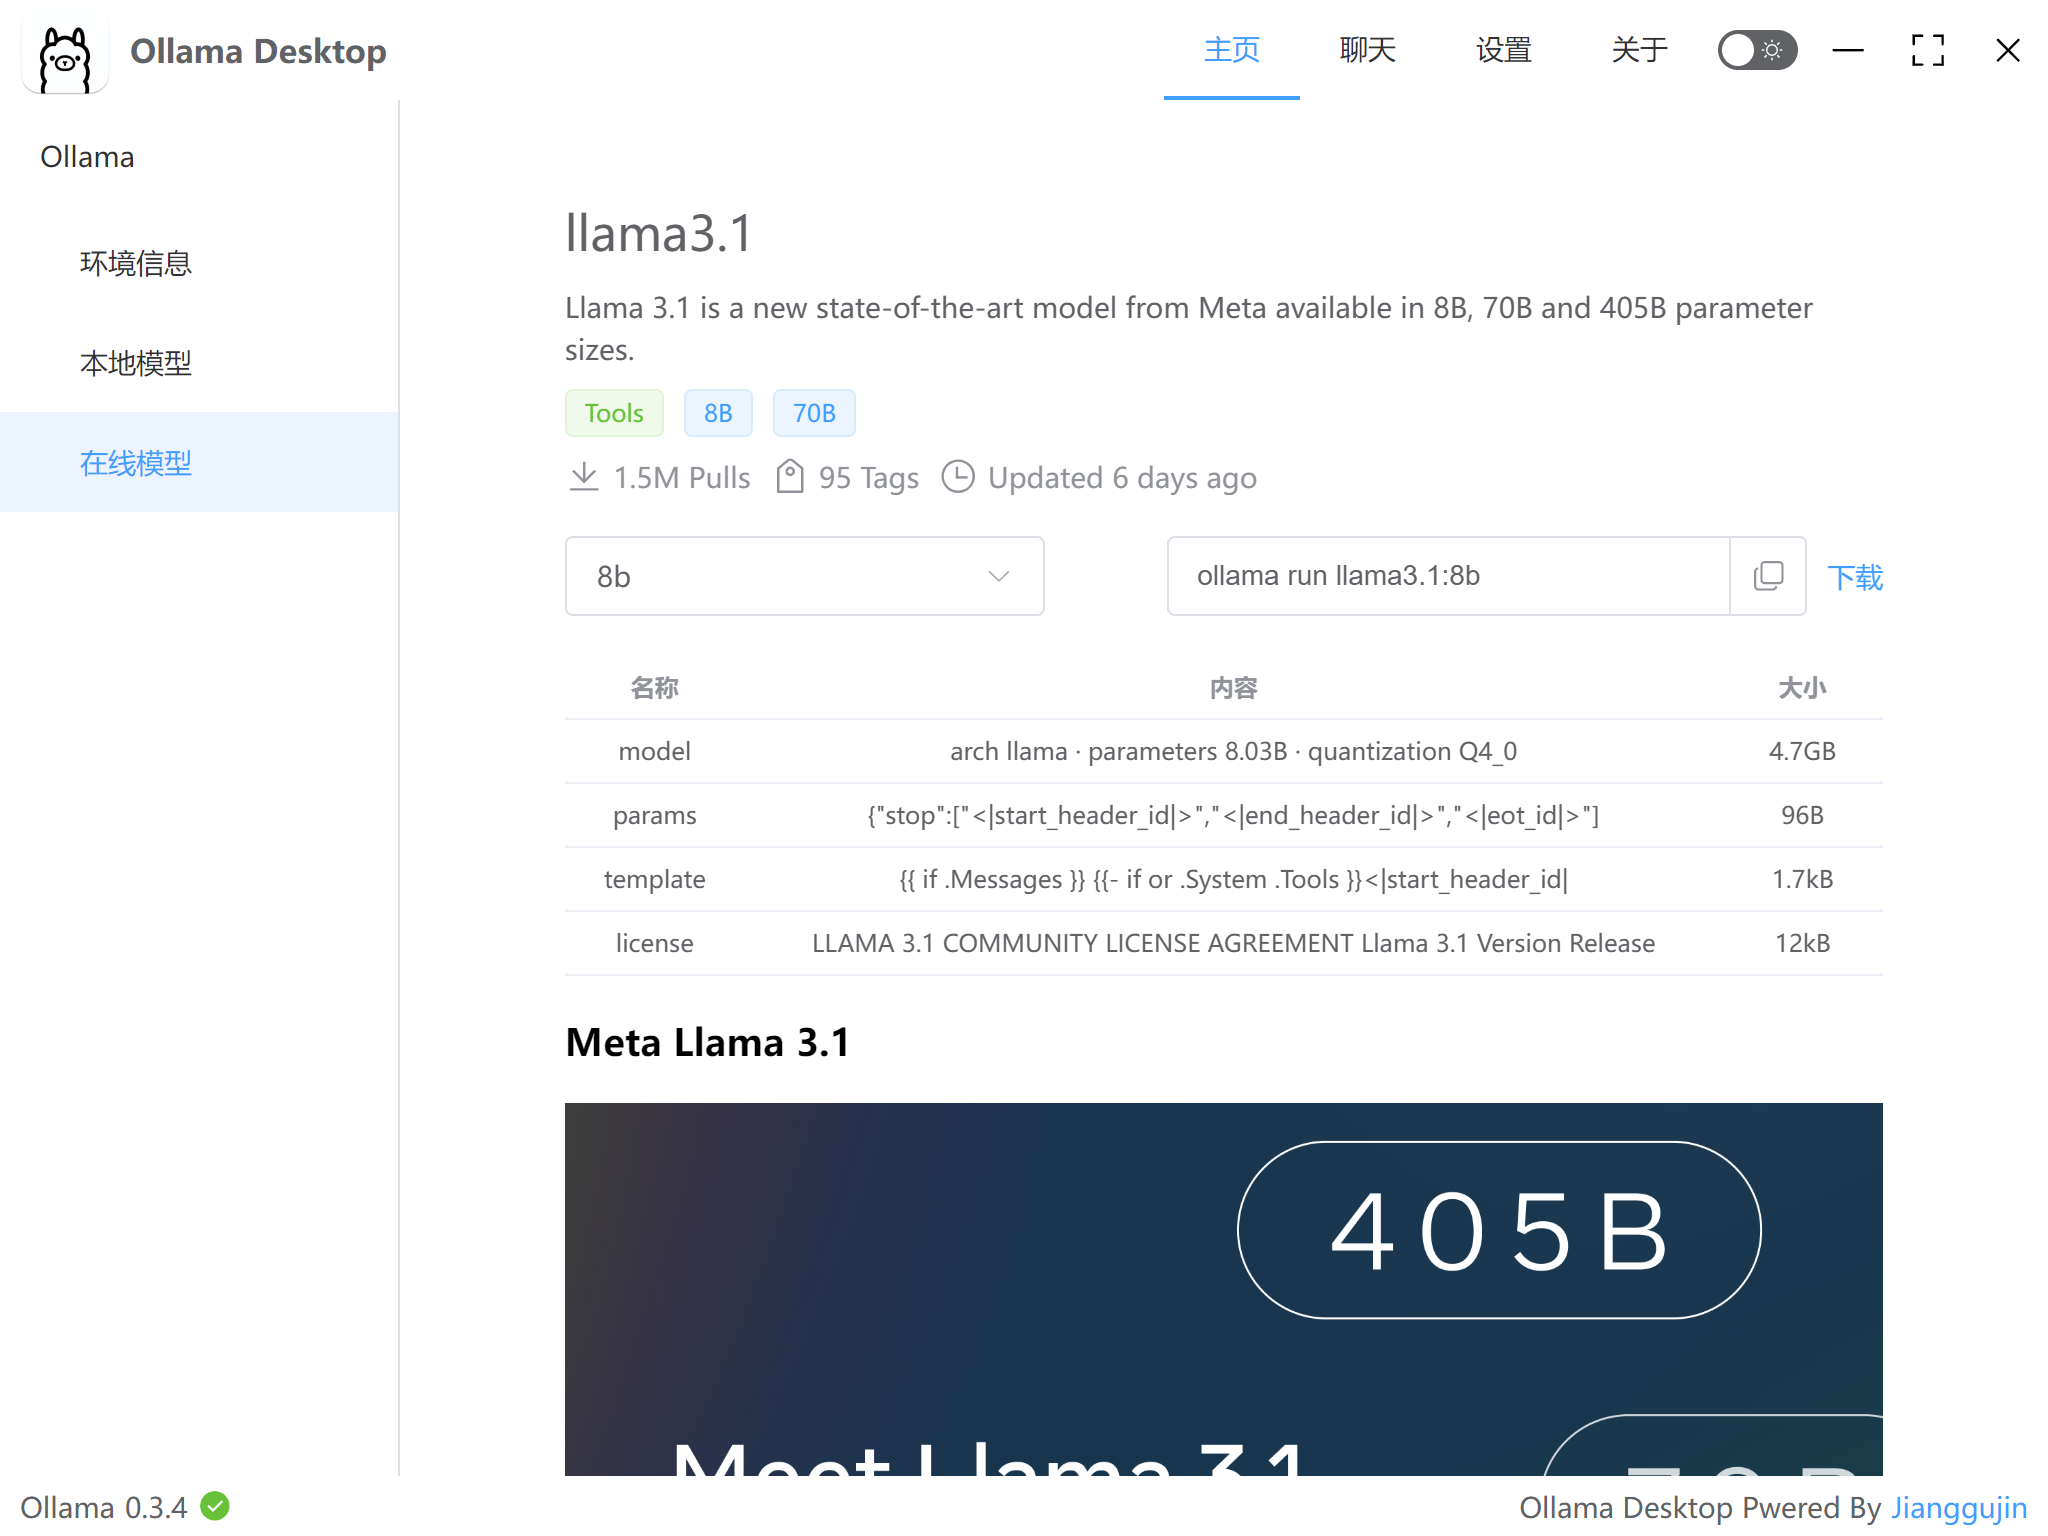 Ollama Desktop
主页 聊天 设置 关于
Ollama
环境信息
本地模型
在线模型
llama3.1
Llama 3.1 is a new state-of-the-art model from Meta available in 8B, 70B and 405B parameter
sizes.
Tools 8B 70B
1.5M Pulls 95 Tags Updated 6 days ago
8b
ollama run llama3.1:8b
下载
名称 内容 大小
model arch llama · parameters 8.03B · quantization Q4_0 4.7GB
params {"stop":["<|start_header_id|>","<|end_header_id|>","<|eot_id|>"] 96B
template {{ if .Messages }} {{- if or .System .Tools }}<|start_header_id| 1.7kB
license LLAMA 3.1 COMMUNITY LICENSE AGREEMENT Llama 3.1 Version Release 12kB
Meta Llama 3.1
405B
Meet Llama 3.1
70B
Ollama 0.3.4
Ollama Desktop Pwered By Jianggujin